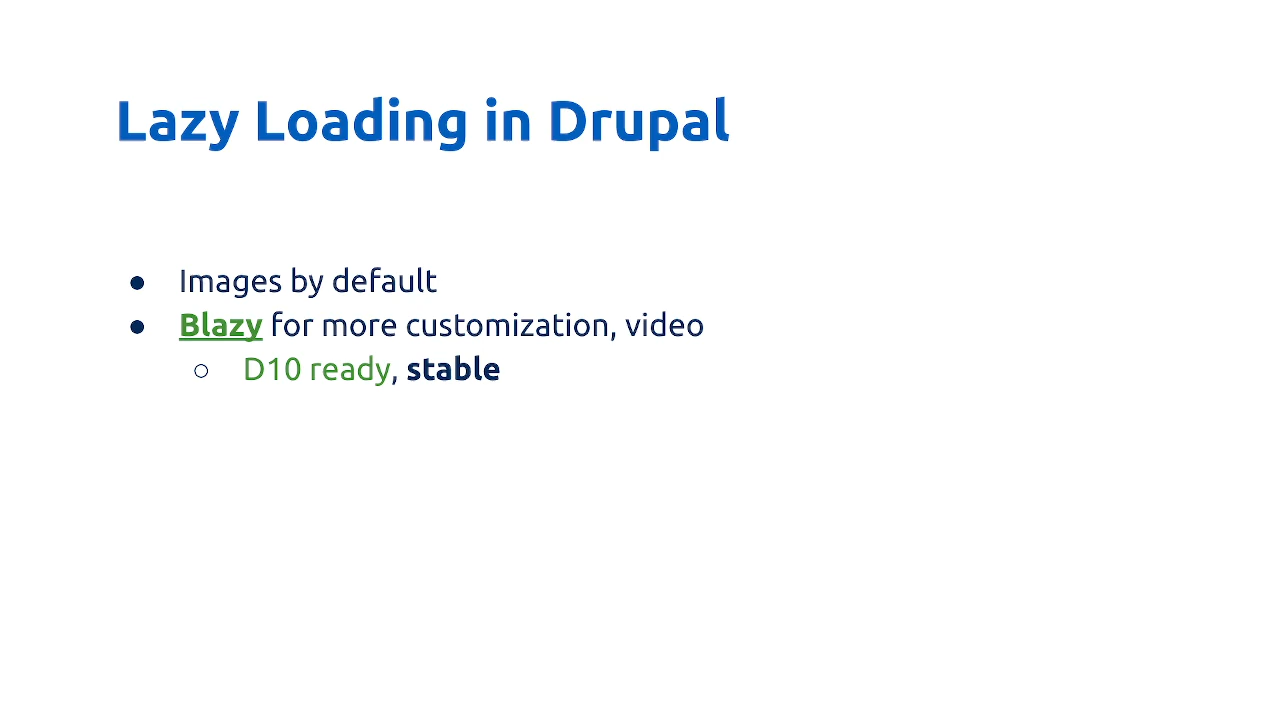 Lazy Loading in Drupal
● Images by default
● Blazy for more customization, video
○ D10 ready, stable